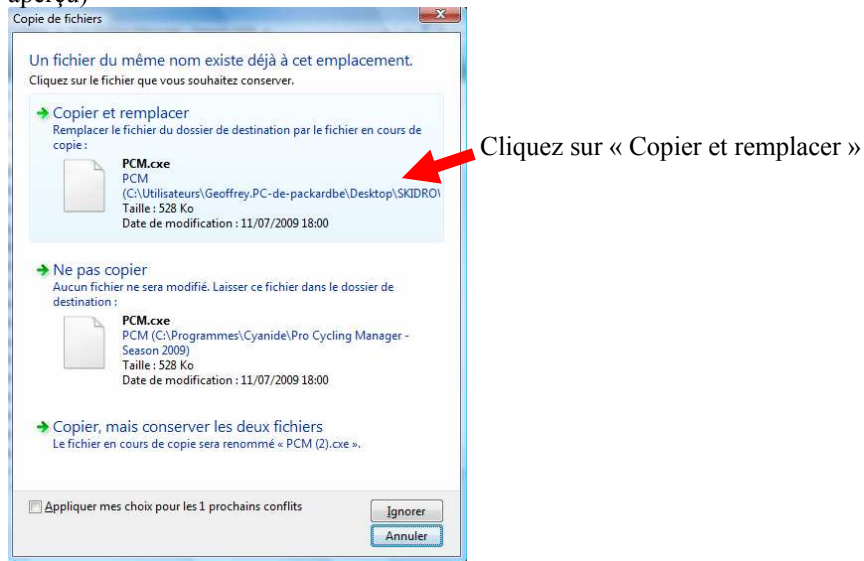 aperçu)
Copie de fichiers
Un fichier du même nom existe déjà à cet emplacement.
Cliquez sur le fichier que vous souhaitez conserver.
Copier et remplacer
Remplacer le fichier du dossier de destination par le fichier en cours de
copie :
PCM.cxe
PCM
(C:\Utilisateurs\Geoffrey.PC-de-packardbe\Desktop\SKIDRO\
Taille : 528 Ko
Date de modification : 11/07/2009 18:00
Cliquez sur « Copier et remplacer »
Ne pas copier
Aucun fichier ne sera modifié. Laisser ce fichier dans le dossier de
destination :
PCM.cxe
PCM (C:\Programmes\Cyanide\Pro Cycling Manager -
Season 2009)
Taille : 528 Ko
Date de modification : 11/07/2009 18:00
Copier, mais conserver les deux fichiers
Le fichier en cours de copie sera renommé « PCM (2).cxe ».
Appliquer mes choix pour les 1 prochains conflits
Ignorer
Annuler